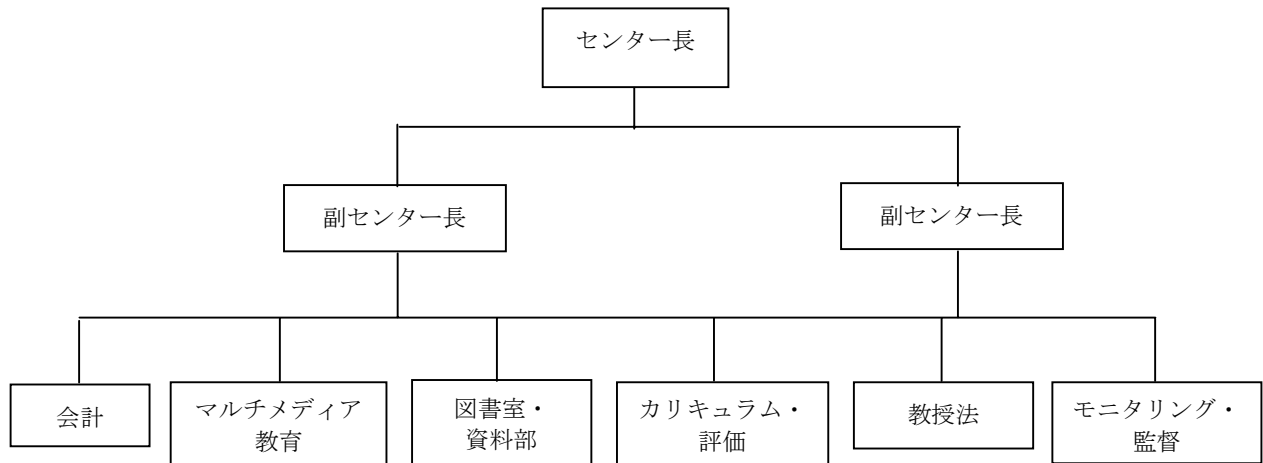 センター長
副センター長
副センター長
会計
マルチメディア
教育
図書室・
資料部
カリキュラム・
評価
教授法
モニタリング・
監督